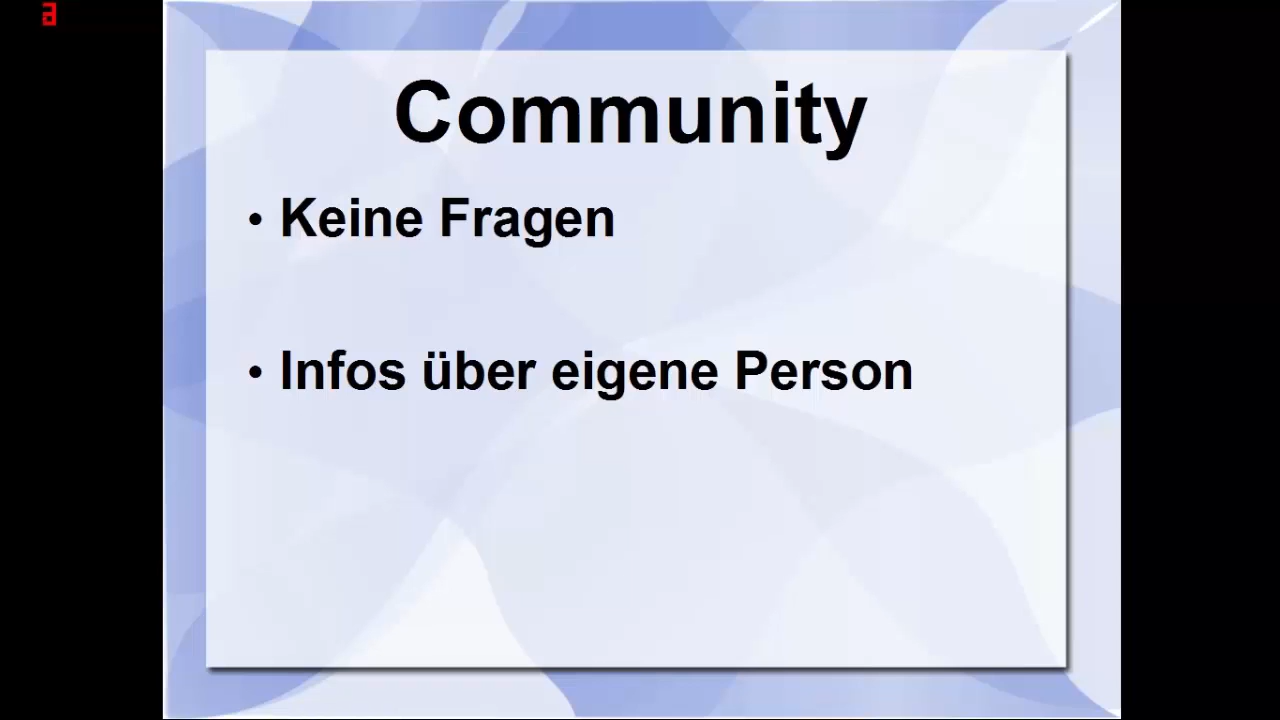 a
Community
• Keine Fragen
• Infos über eigene Person